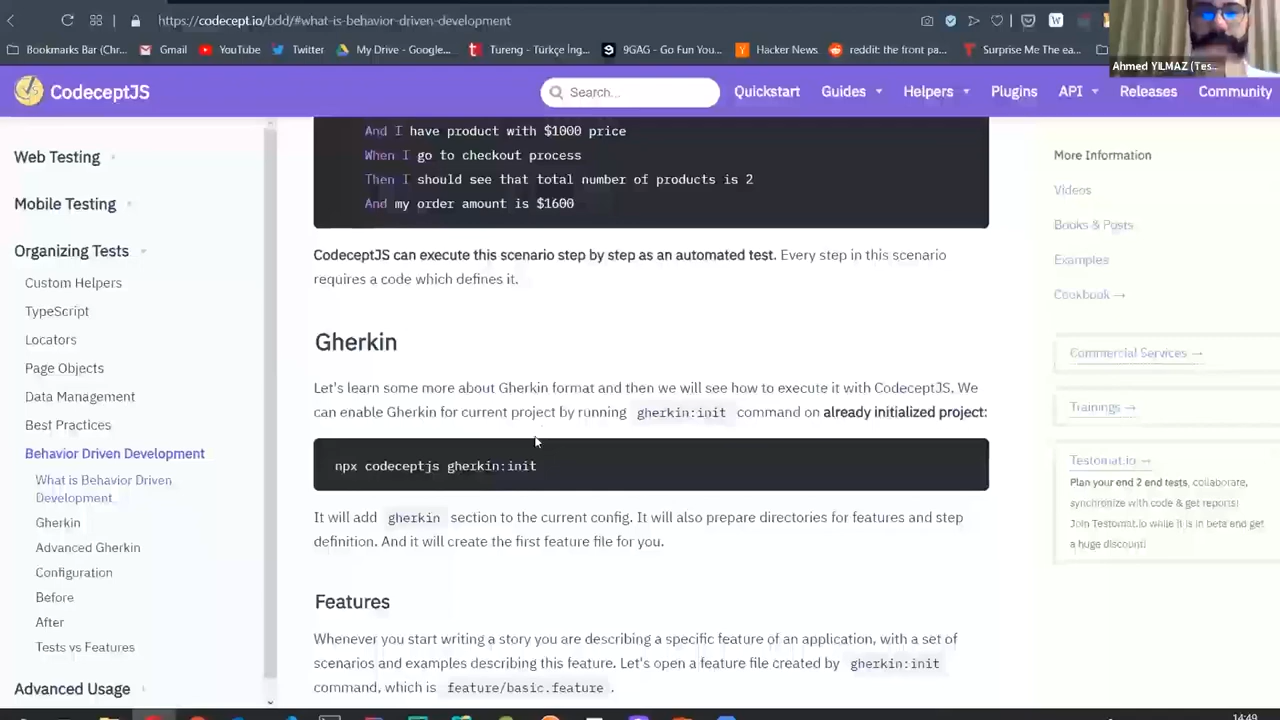 https://codecept.io/bdd/#what-is-behavior-driven-development
Bookmarks Bar (Chr...
Gmail
YouTube
Twitter
My Drive - Google...
Tureng - Türkçe İng...
9GAG - Go Fun You...
Hacker News
reddit: the front pa...
Surprise Me The ea...
Ahmed YILMAZ (Tes...
CodeceptJS
Search...
Quickstart
Guides
Helpers
Plugins
API
Releases
Community
Web Testing
Mobile Testing
Organizing Tests
Custom Helpers
TypeScript
Locators
Page Objects
Data Management
Best Practices
Behavior Driven Development
What is Behavior Driven
Development
Gherkin
Advanced Gherkin
Configuration
Before
After
Tests vs Features
Advanced Usage
And I have product with $1000 price
When I go to checkout process
Then I should see that total number of products is 2
And my order amount is $1600
CodeceptJS can execute this scenario step by step as an automated test. Every step in this scenario
requires a code which defines it.
Gherkin
Let's learn some more about Gherkin format and then we will see how to execute it with CodeceptJS. We
can enable Gherkin for current project by running gherkin:init command on already initialized project:
npx codeceptjs gherkin:init
It will add gherkin section to the current config. It will also prepare directories for features and step
definition. And it will create the first feature file for you.
Features
Whenever you start writing a story you are describing a specific feature of an application, with a set of
scenarios and examples describing this feature. Let's open a feature file created by gherkin:init
command, which is feature/basic.feature .
More Information
Videos
Books & Posts
Examples
Cookbook →
Commercial Services →
Trainings →
Testomat.io →
Plan your end 2 end tests, collaborate,
synchronize with code & get reports!
Join Testomat.io while it is in beta and get
a huge discount!
14:49